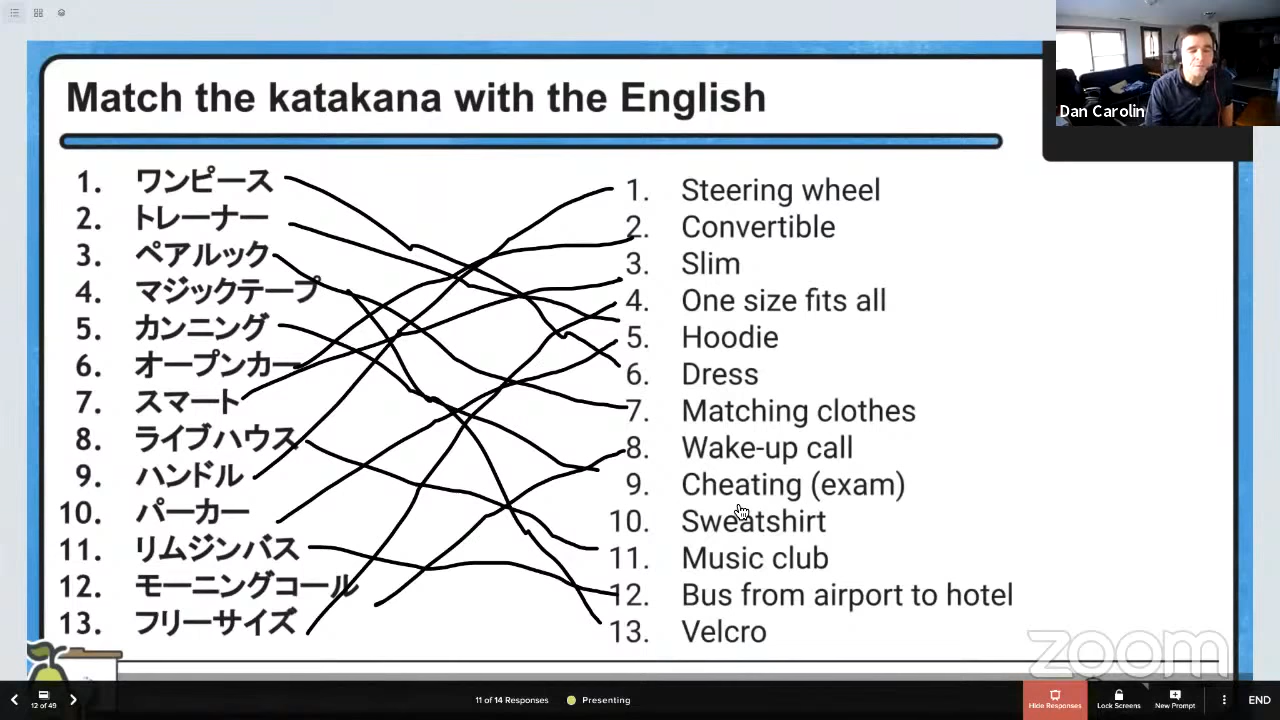 Dan Carolin
Match the katakana with the English
1. ワンピース
2. トレーナー
3. ペアルック
4. マジックテープ
5. カンニング
6. オープンカー
7. スマート
8. ライブハウス
9. ハンドル
10. パーカー
11. リムジンバス
12. モーニングコール
13. フリーサイズ
1. Steering wheel
2. Convertible
3. Slim
4. One size fits all
5. Hoodie
6. Dress
7. Matching clothes
8. Wake-up call
9. Cheating (exam)
10. Sweatshirt
11. Music club
12. Bus from airport to hotel
13. Velcro
zoom
12 of 49
11 of 14 Responses
Presenting
Hide Responses
Lock Screens
New Prompt
END